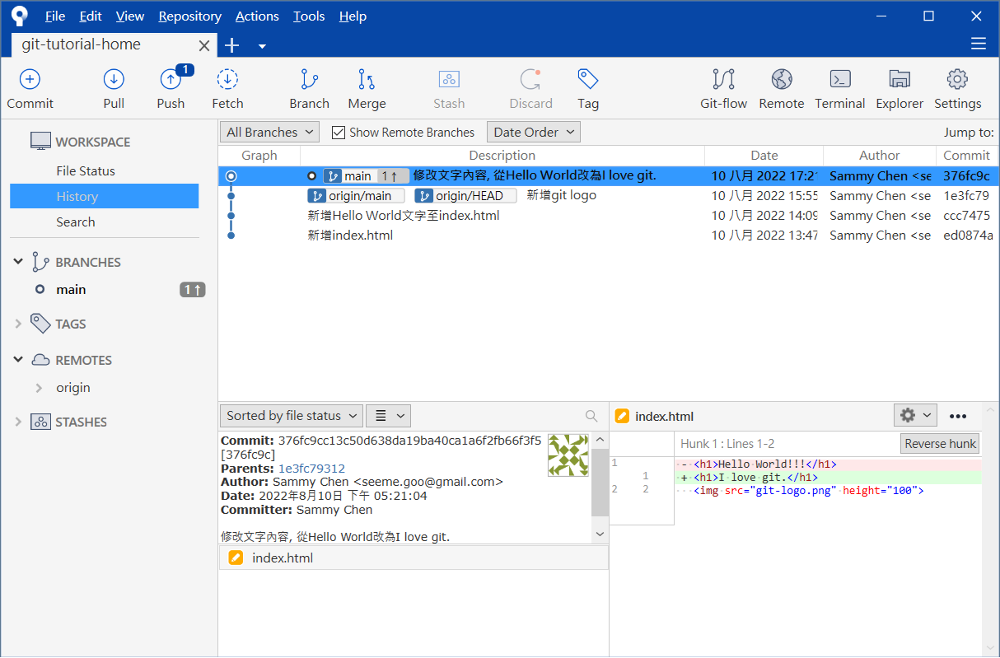 File Edit View Repository Actions Tools Help
git-tutorial-home
1
Commit Pull Push Fetch Branch Merge Stash Discard Tag Git-flow Remote Terminal Explorer Settings
WORKSPACE
File Status
History
Search
BRANCHES
main 1↑
TAGS
REMOTES
origin
STASHES
All Branches Show Remote Branches Date Order Jump to:
Graph Description Date Author Commit
main 1↑ 修改文字內容, 從Hello World改為I love git. 10 八月 2022 17:21 Sammy Chen <se 376fc9c
origin/main origin/HEAD 新增git logo 10 八月 2022 15:55 Sammy Chen <se 1e3fc79
新增Hello World文字至index.html 10 八月 2022 14:09 Sammy Chen <se ccc7475
新增index.html 10 八月 2022 13:47 Sammy Chen <se ed0874a
Sorted by file status
Commit: 376fc9cc13c50d638da19ba40ca1a6f2fb66f3f5
[376fc9c]
Parents: 1e3fc79312
Author: Sammy Chen <seeme.goo@gmail.com>
Date: 2022年8月10日 下午 05:21:04
Committer: Sammy Chen
修改文字內容, 從Hello World改為I love git.
index.html
index.html
Hunk 1 : Lines 1-2 Reverse hunk
1 - <h1>Hello World!!!</h1>
1 + <h1>I love git.</h1>
2 2 <img src="git-logo.png" height="100">